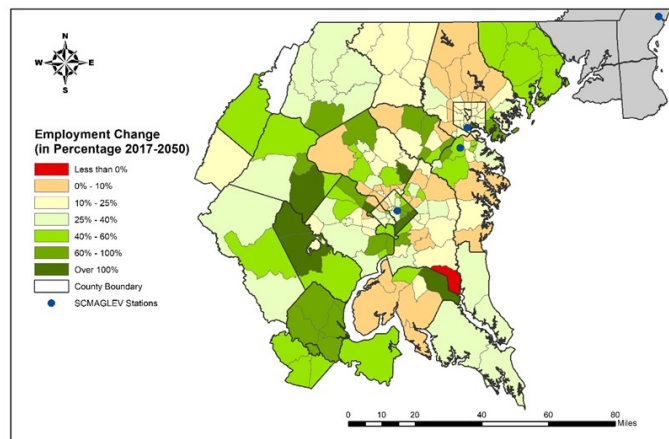 N
W E
S
Employment Change
(in Percentage 2017-2050)
Less than 0%
0% - 10%
10% - 25%
25% - 40%
40% - 60%
60% - 100%
Over 100%
County Boundary
SCMAGLEV Stations
0 10 20 40 60 80
Miles